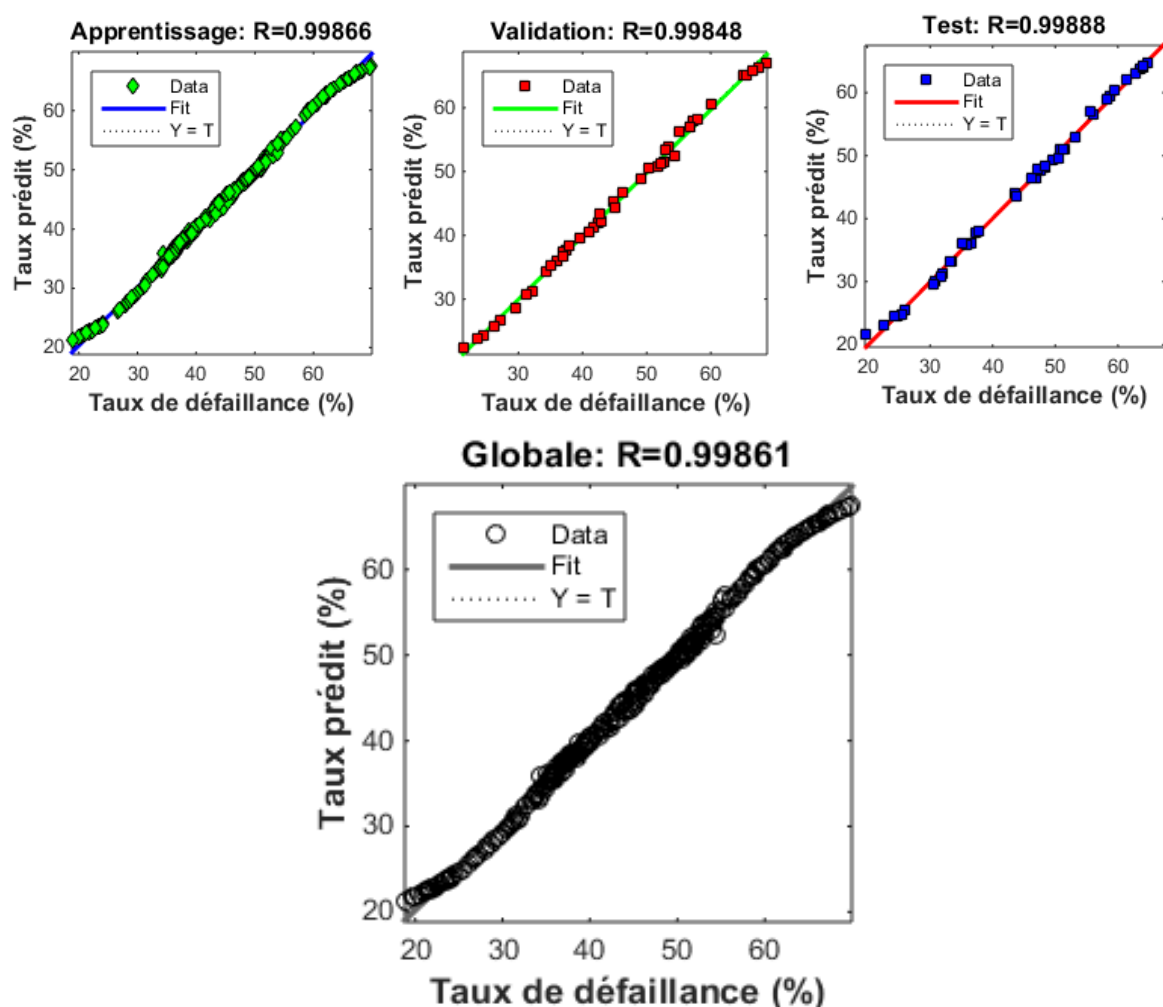 Apprentissage: R=0.99866
Data
Fit
Y = T
Taux prédit (%)
60
50
40
30
20
20
30
40
50
60
Taux de défaillance (%)
Validation: R=0.99848
Data
Fit
Y = T
Taux prédit (%)
60
50
40
30
30
40
50
60
Taux de défaillance (%)
Test: R=0.99888
Data
Fit
Y = T
Taux prédit (%)
60
50
40
30
20
20
30
40
50
60
Taux de défaillance (%)
Globale: R=0.99861
Data
Fit
Y = T
Taux prédit (%)
60
50
40
30
20
20
30
40
50
60
Taux de défaillance (%)